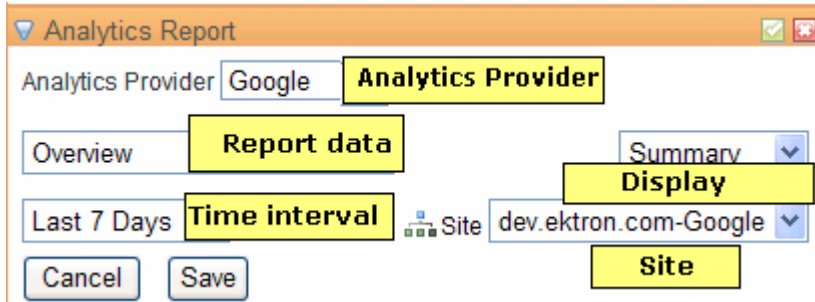 Analytics Report
Analytics Provider Google Analytics Provider
Overview Report data Summary
Display
Last 7 Days Time interval Site dev.ektron.com-Google
Cancel Save Site